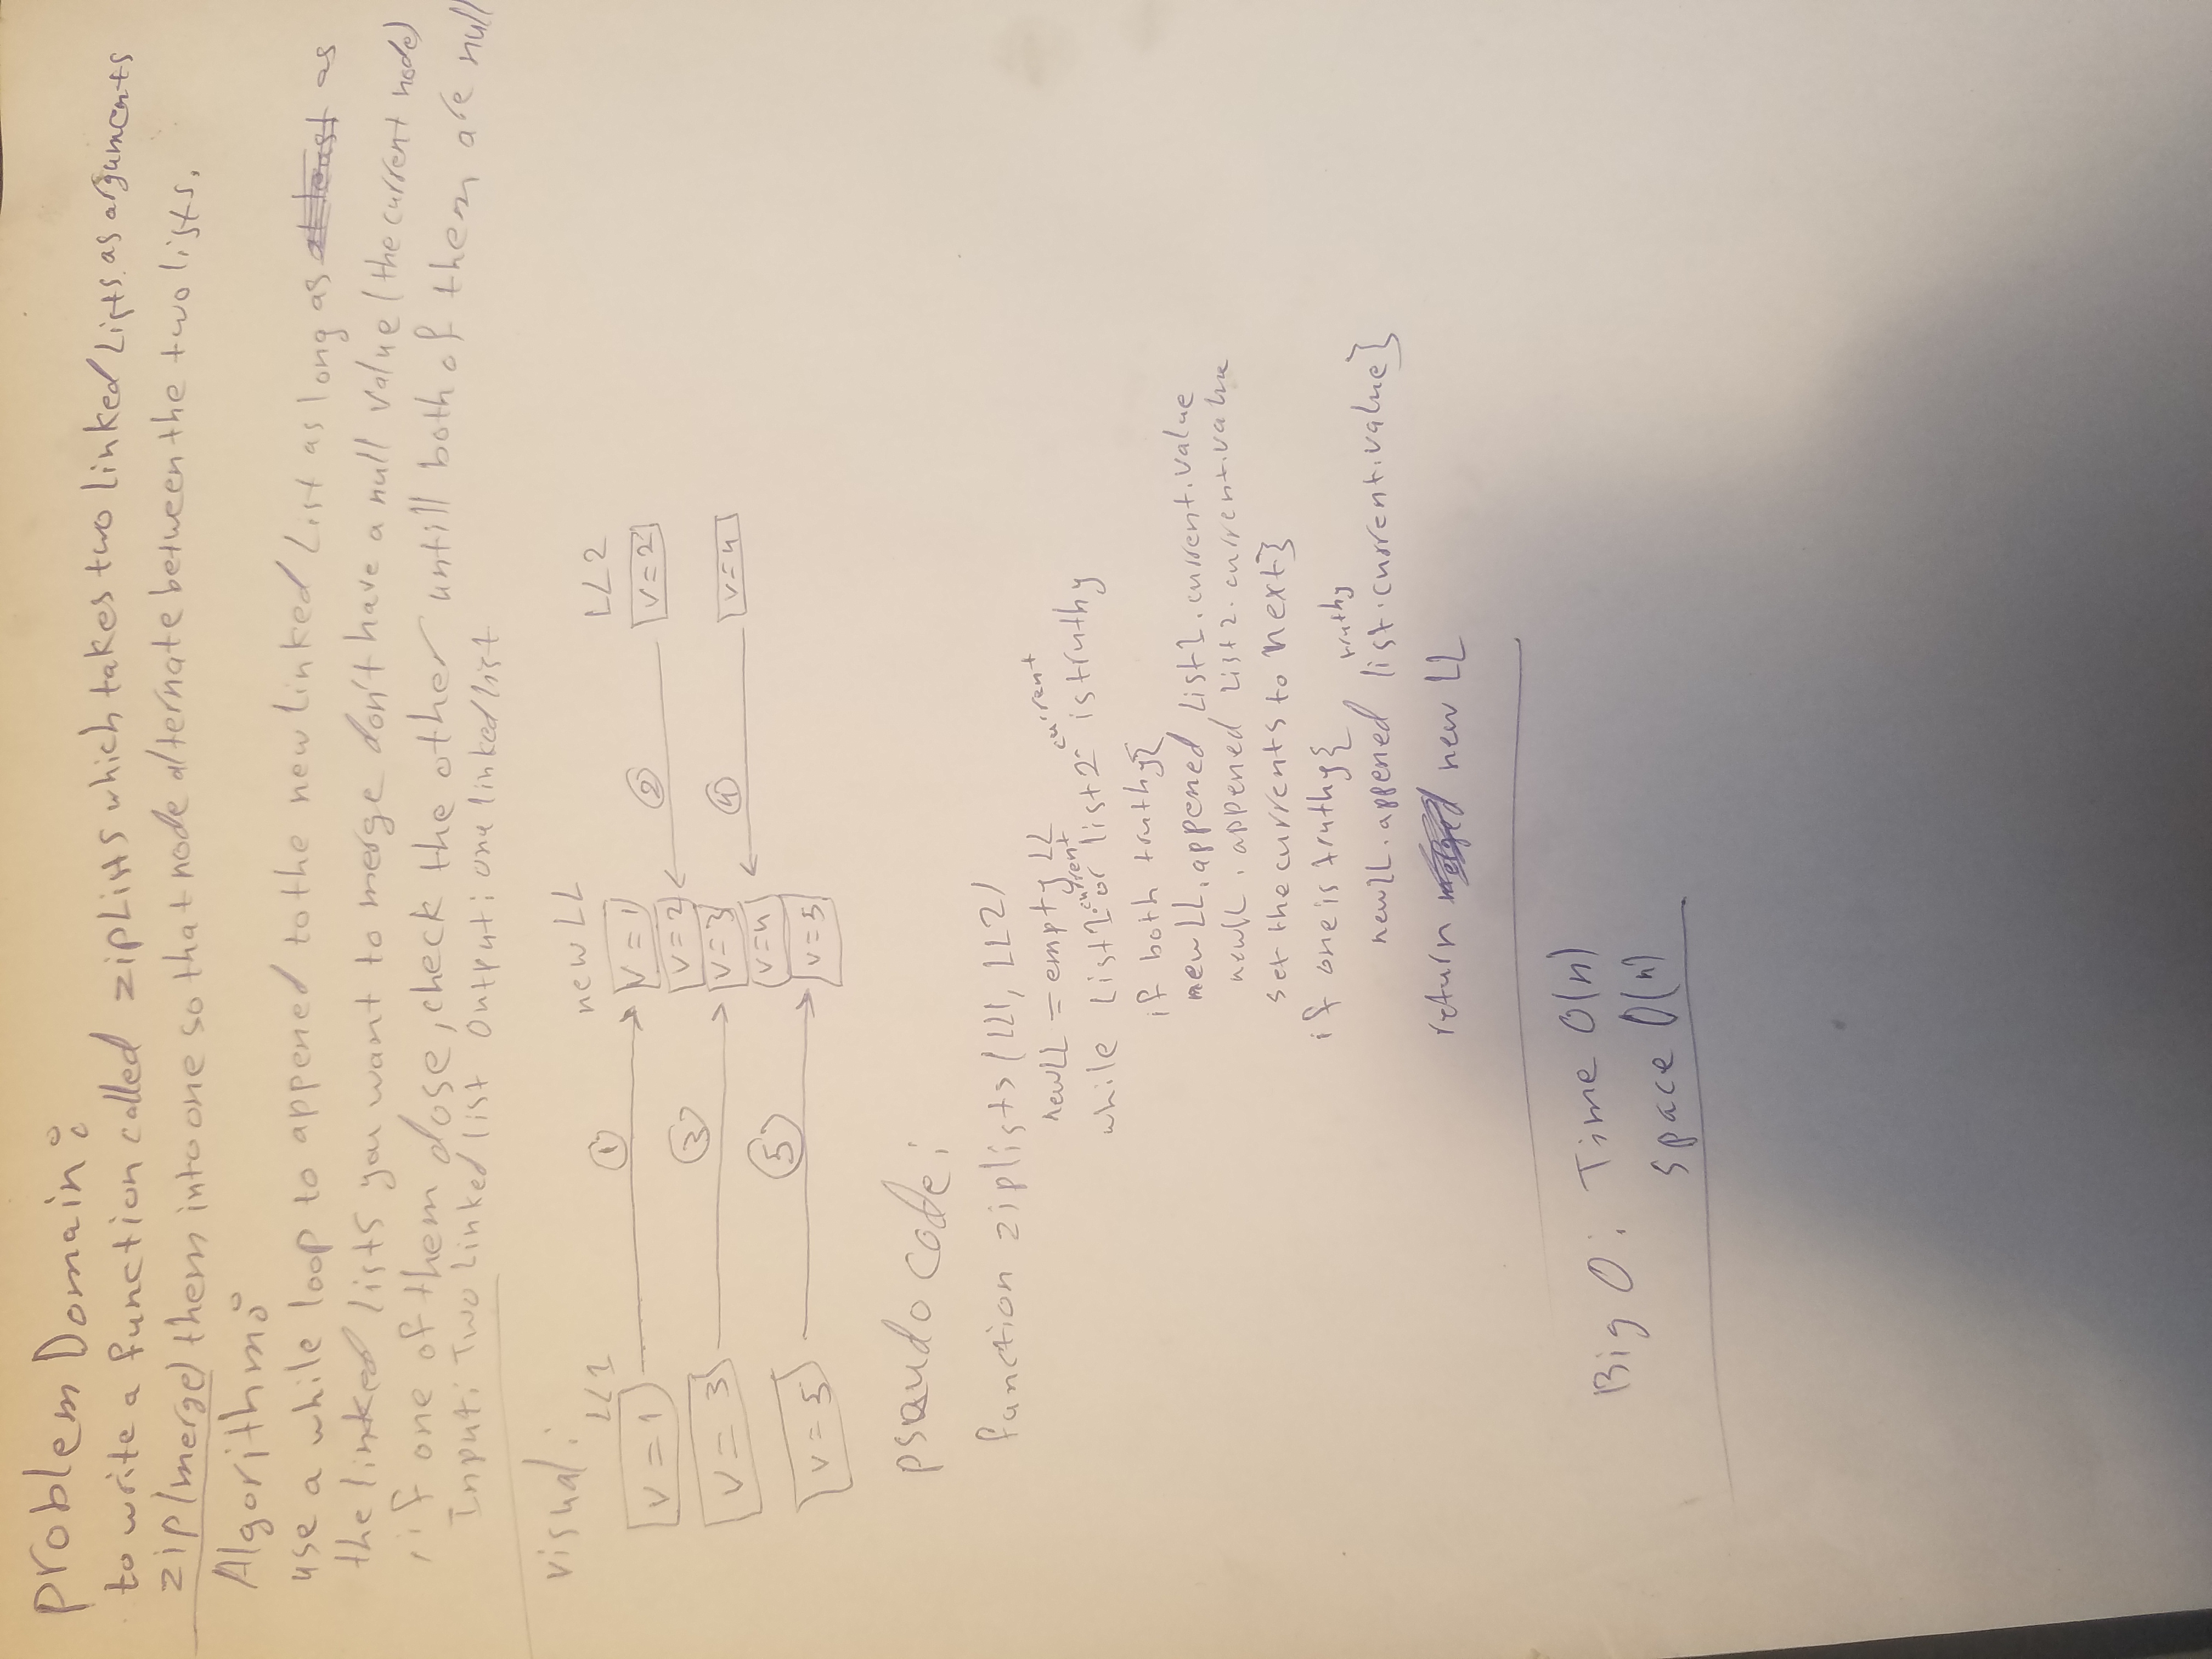 problem Domain:
to write a function called zipLists which takes two linked Lists as arguments
zip(merge) them into one so that node alternate between the two lists.
Algorithm:
use a while loop to appened to the new linked List as long as at least as
the linked lists you want to merge don't have a null value (the current node)
, if one of them dose, check the other untill both of them are null
Input: Two Linked list Output: one linked list
visual:
LL1 new LL LL2
V=1 1 V=1
2 V=2
V=2
V=3 3 V=3
4 V=4
V=4
V=5 5 V=5
pseudo code:
function ziplists(LL1, LL2)
newLL = empty LL
while List1.current or list2.current is truthy
if both truthy{
newLL.appened List1.current.value
newLL.appened List2.current.value
set the currents to next}
if one is truthy{
newLL.appened truthy list.current.value}
return merged new LL
Big O: Time O(n)
space O(n)